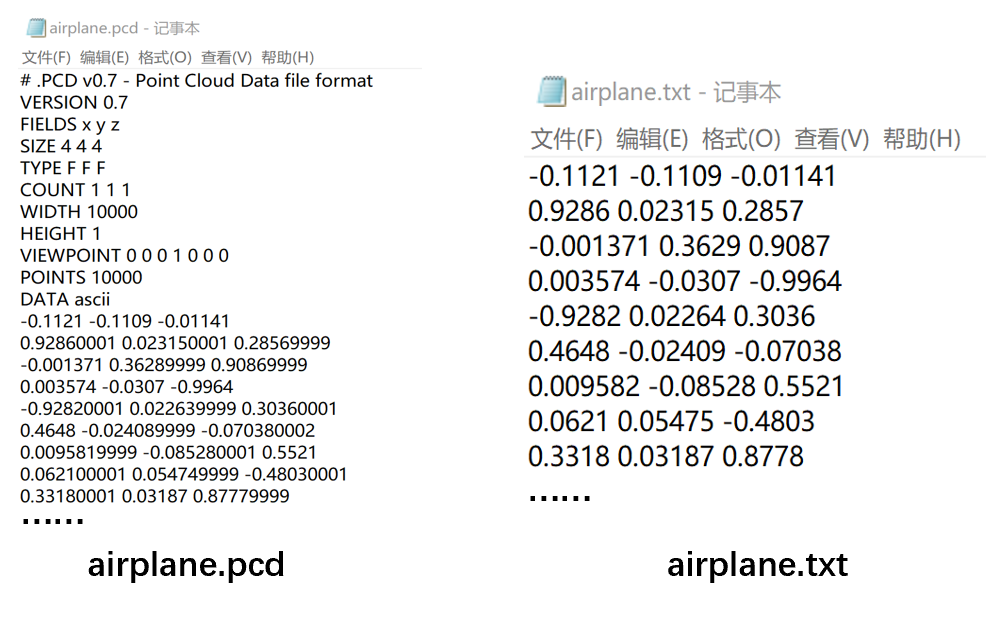 airplane.pcd - 记事本
文件(F) 编辑(E) 格式(O) 查看(V) 帮助(H)
# .PCD v0.7 - Point Cloud Data file format
VERSION 0.7
FIELDS x y z
SIZE 4 4 4
TYPE F F F
COUNT 1 1 1
WIDTH 10000
HEIGHT 1
VIEWPOINT 0 0 0 1 0 0 0
POINTS 10000
DATA ascii
-0.1121 -0.1109 -0.01141
0.92860001 0.023150001 0.28569999
-0.001371 0.36289999 0.90869999
0.003574 -0.0307 -0.9964
-0.92820001 0.022639999 0.30360001
0.4648 -0.024089999 -0.070380002
0.0095819999 -0.085280001 0.5521
0.062100001 0.054749999 -0.48030001
0.33180001 0.03187 0.87779999
……
airplane.pcd
airplane.txt - 记事本
文件(F) 编辑(E) 格式(O) 查看(V) 帮助(H)
-0.1121 -0.1109 -0.01141
0.9286 0.02315 0.2857
-0.001371 0.3629 0.9087
0.003574 -0.0307 -0.9964
-0.9282 0.02264 0.3036
0.4648 -0.02409 -0.07038
0.009582 -0.08528 0.5521
0.0621 0.05475 -0.4803
0.3318 0.03187 0.8778
……
airplane.txt